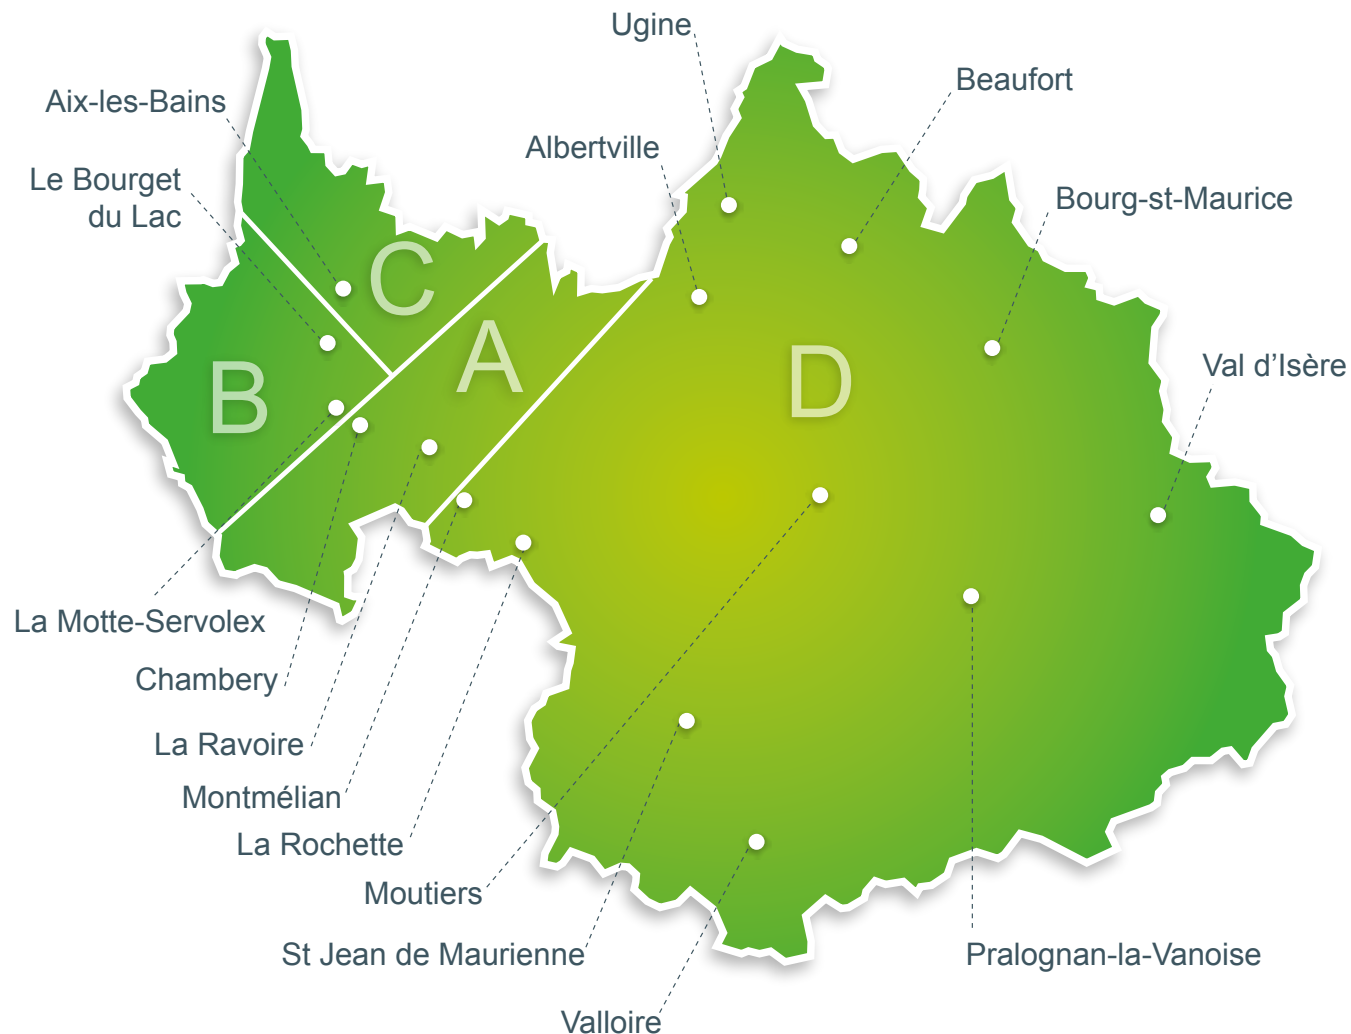 Ugine
Beaufort
Aix-les-Bains
Albertville
Le Bourget
du Lac
Bourg-st-Maurice
C
A
B
D
Val d’Isère
La Motte-Servolex
Chambery
La Ravoire
Montmélian
La Rochette
Moutiers
St Jean de Maurienne
Pralognan-la-Vanoise
Valloire